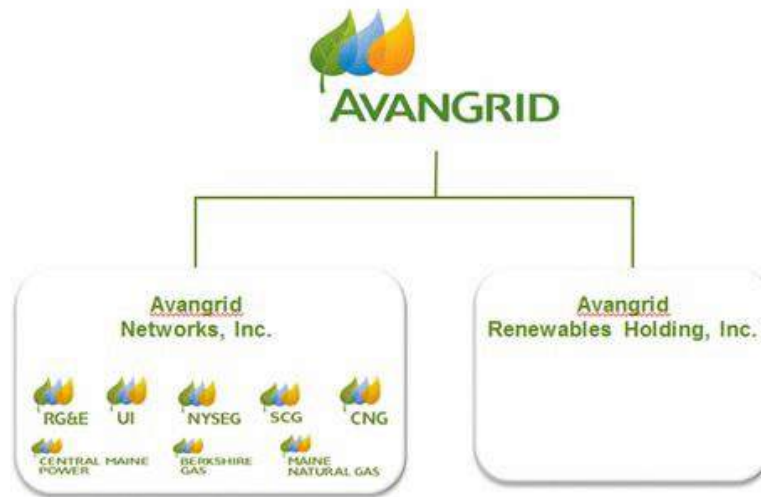 AVANGRID
Avangrid
Networks, Inc.
RG&E
UI
NYSEG
SCG
CNG
CENTRAL MAINE
POWER
BERKSHIRE
GAS
MAINE
NATURAL GAS
Avangrid
Renewables Holding, Inc.